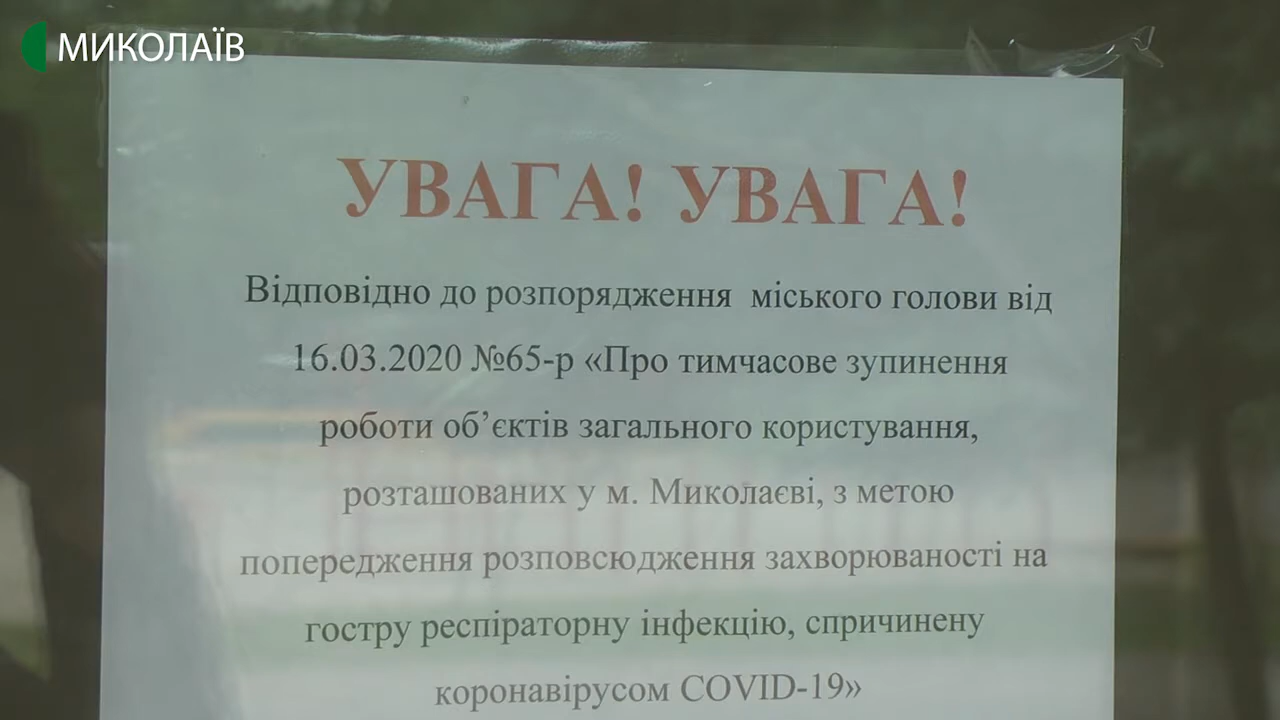 МИКОЛАЇВ
УВАГА! УВАГА!
Відповідно до розпорядження міського голови від
16.03.2020 №65-р «Про тимчасове зупинення
роботи об’єктів загального користування,
розташованих у м. Миколаєві, з метою
попередження розповсюдження захворюваності на
гостру респіраторну інфекцію, спричинену
коронавірусом COVID-19»